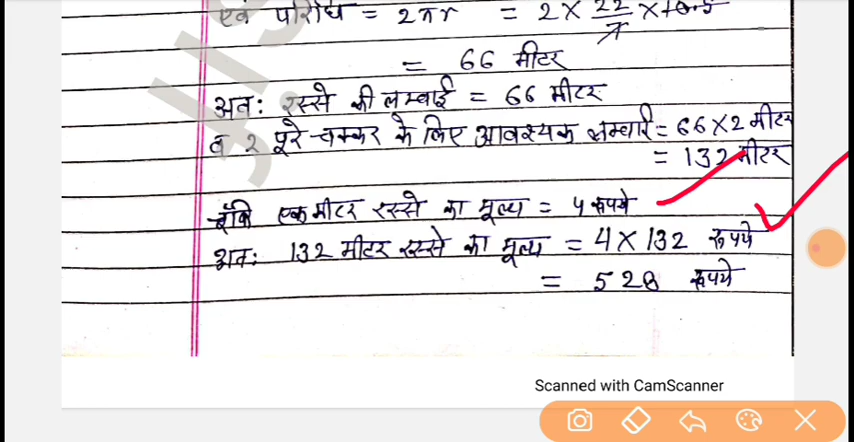 एवं परिधि = 2πr = 2 × 22/7 × 10.5
= 66 मीटर
अतः रस्से की लम्बाई = 66 मीटर
व 2 पूरे चक्कर के लिए आवश्यक लम्बाई = 66×2 मीटर
= 132 मीटर
चूँकि एक मीटर रस्से का मूल्य = 4 रूपये
अतः 132 मीटर रस्से का मूल्य = 4 × 132 रूपये
= 528 रूपये
Scanned with CamScanner